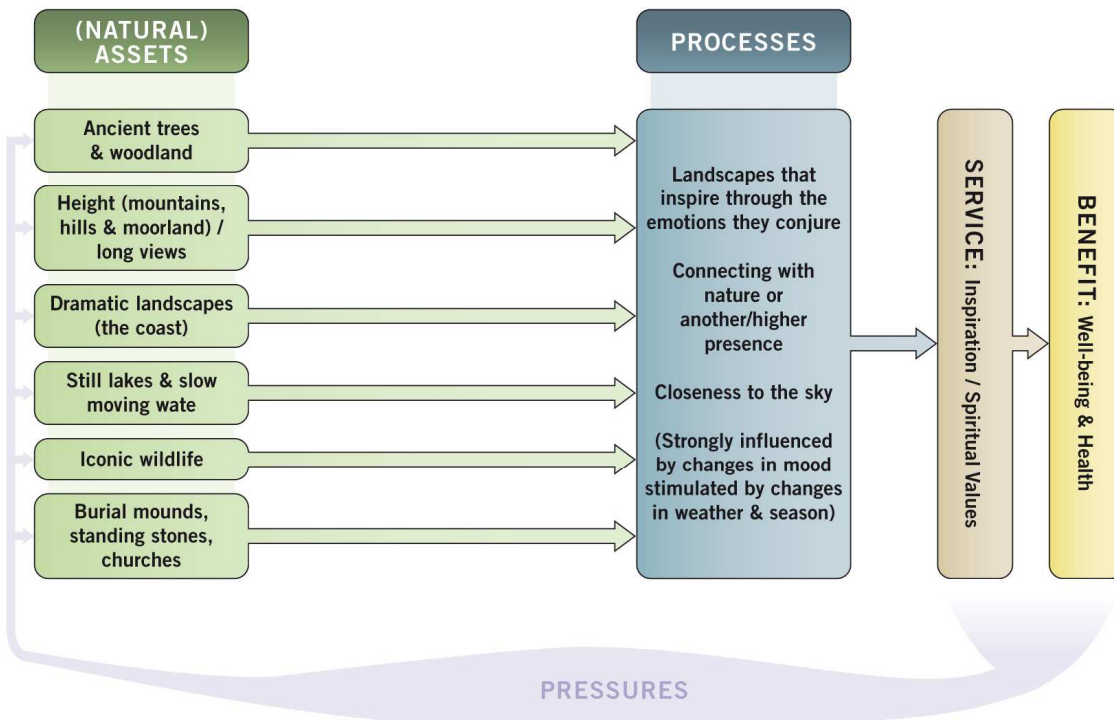 (NATURAL)
ASSETS
PROCESSES
Ancient trees
& woodland
Height (mountains,
hills & moorland) /
long views
Dramatic landscapes
(the coast)
Still lakes & slow
moving wate
Iconic wildlife
Burial mounds,
standing stones,
churches
Landscapes that
inspire through the
emotions they conjure
Connecting with
nature or
another/higher
presence
Closeness to the sky
(Strongly influenced
by changes in mood
stimulated by changes
in weather & season)
SERVICE: Inspiration / Spiritual Values
BENEFIT: Well-being & Health
PRESSURES